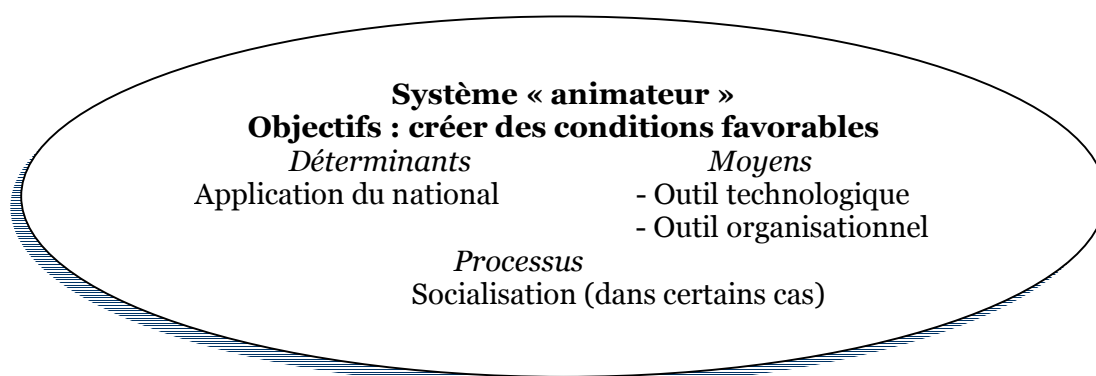 Système « animateur »
Objectifs : créer des conditions favorables
Déterminants Moyens
Application du national - Outil technologique
- Outil organisationnel
Processus
Socialisation (dans certains cas)